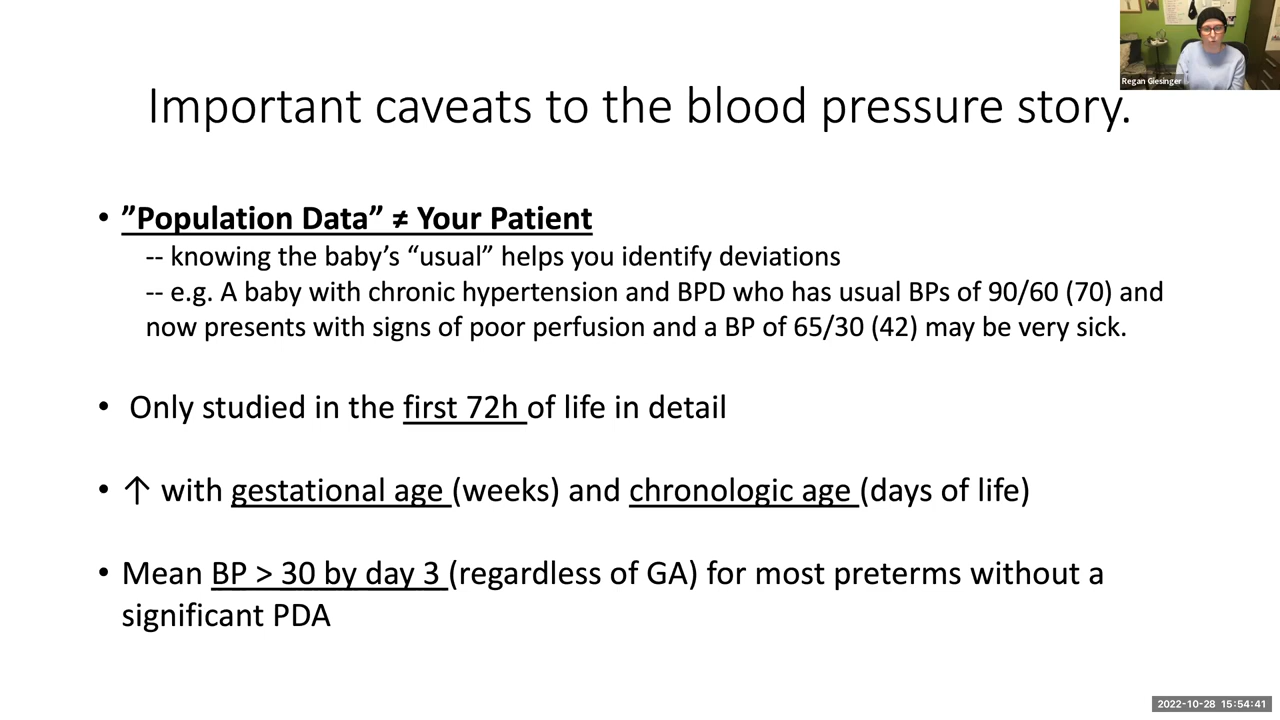 Regan Giesinger
Important caveats to the blood pressure story.
• ”Population Data” ≠ Your Patient
-- knowing the baby’s “usual” helps you identify deviations
-- e.g. A baby with chronic hypertension and BPD who has usual BPs of 90/60 (70) and
now presents with signs of poor perfusion and a BP of 65/30 (42) may be very sick.
• Only studied in the first 72h of life in detail
• ↑ with gestational age (weeks) and chronologic age (days of life)
• Mean BP > 30 by day 3 (regardless of GA) for most preterms without a
significant PDA
2022-10-28 15:54:41